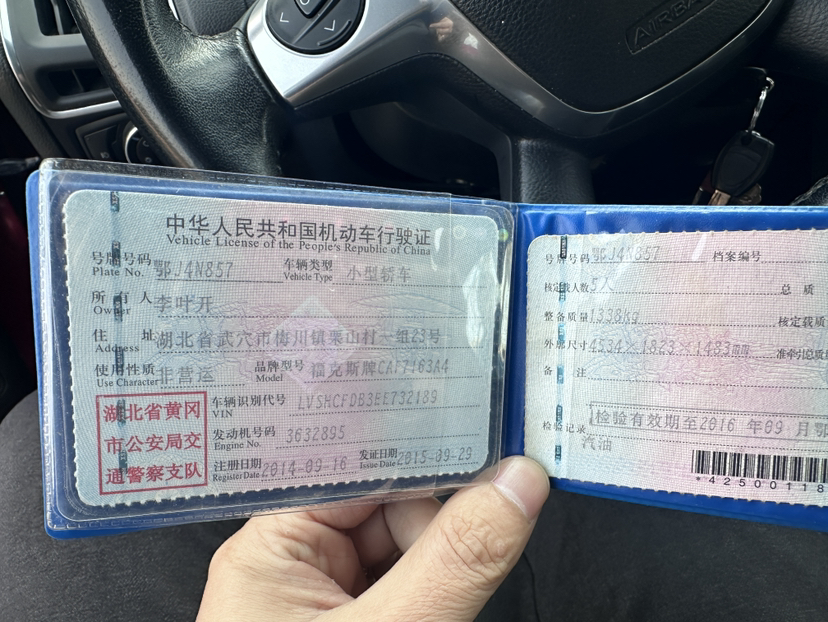 AIRBAG
中华人民共和国机动车行驶证
Vehicle License of the People's Republic of China
号牌号码 鄂J4N857 车辆类型 小型轿车
Plate No. Vehicle Type
所有人 李叶开
Owner
住址 湖北省武穴市梅川镇栗山村一组23号
Address
使用性质 非营运 品牌型号 福克斯牌CAF7163A4
Use Character Model
湖北省黄冈
市公安局交
通警察支队
车辆识别代号 LVSHCFDB3EE732189
VIN
发动机号码 3632895
Engine No.
注册日期 2014-09-16 发证日期 2015-09-29
Register Date Issue Date
号牌号码 鄂J4N857 档案编号
核定载人数 5人 总质
整备质量 1338kg 核定载质
外廓尺寸 4534×1823×1483mm 准牵引总质
备注
检验记录 检验有效期至2016年09月鄂
汽油
*42500118